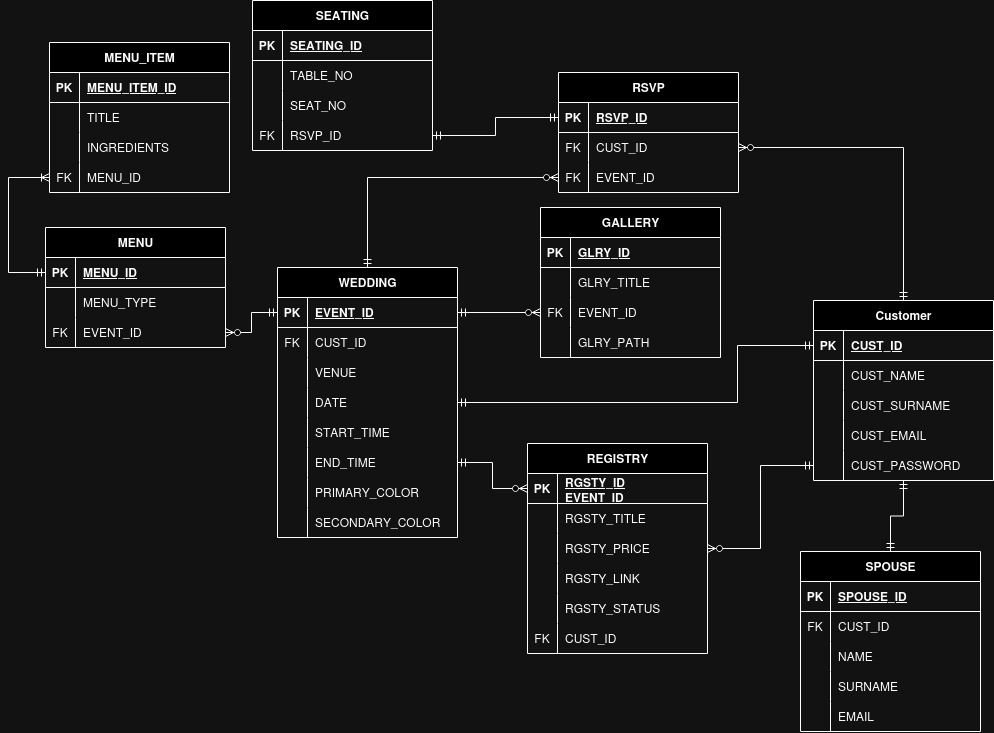 SEATING
PK SEATING_ID
TABLE_NO
SEAT_NO
FK RSVP_ID
MENU_ITEM
PK MENU_ITEM_ID
TITLE
INGREDIENTS
FK MENU_ID
RSVP
PK RSVP_ID
FK CUST_ID
FK EVENT_ID
GALLERY
PK GLRY_ID
GLRY_TITLE
FK EVENT_ID
GLRY_PATH
MENU
PK MENU_ID
MENU_TYPE
FK EVENT_ID
WEDDING
PK EVENT_ID
FK CUST_ID
VENUE
DATE
START_TIME
END_TIME
PRIMARY_COLOR
SECONDARY_COLOR
Customer
PK CUST_ID
CUST_NAME
CUST_SURNAME
CUST_EMAIL
CUST_PASSWORD
REGISTRY
PK RGSTY_ID
EVENT_ID
RGSTY_TITLE
RGSTY_PRICE
RGSTY_LINK
RGSTY_STATUS
FK CUST_ID
SPOUSE
PK SPOUSE_ID
FK CUST_ID
NAME
SURNAME
EMAIL